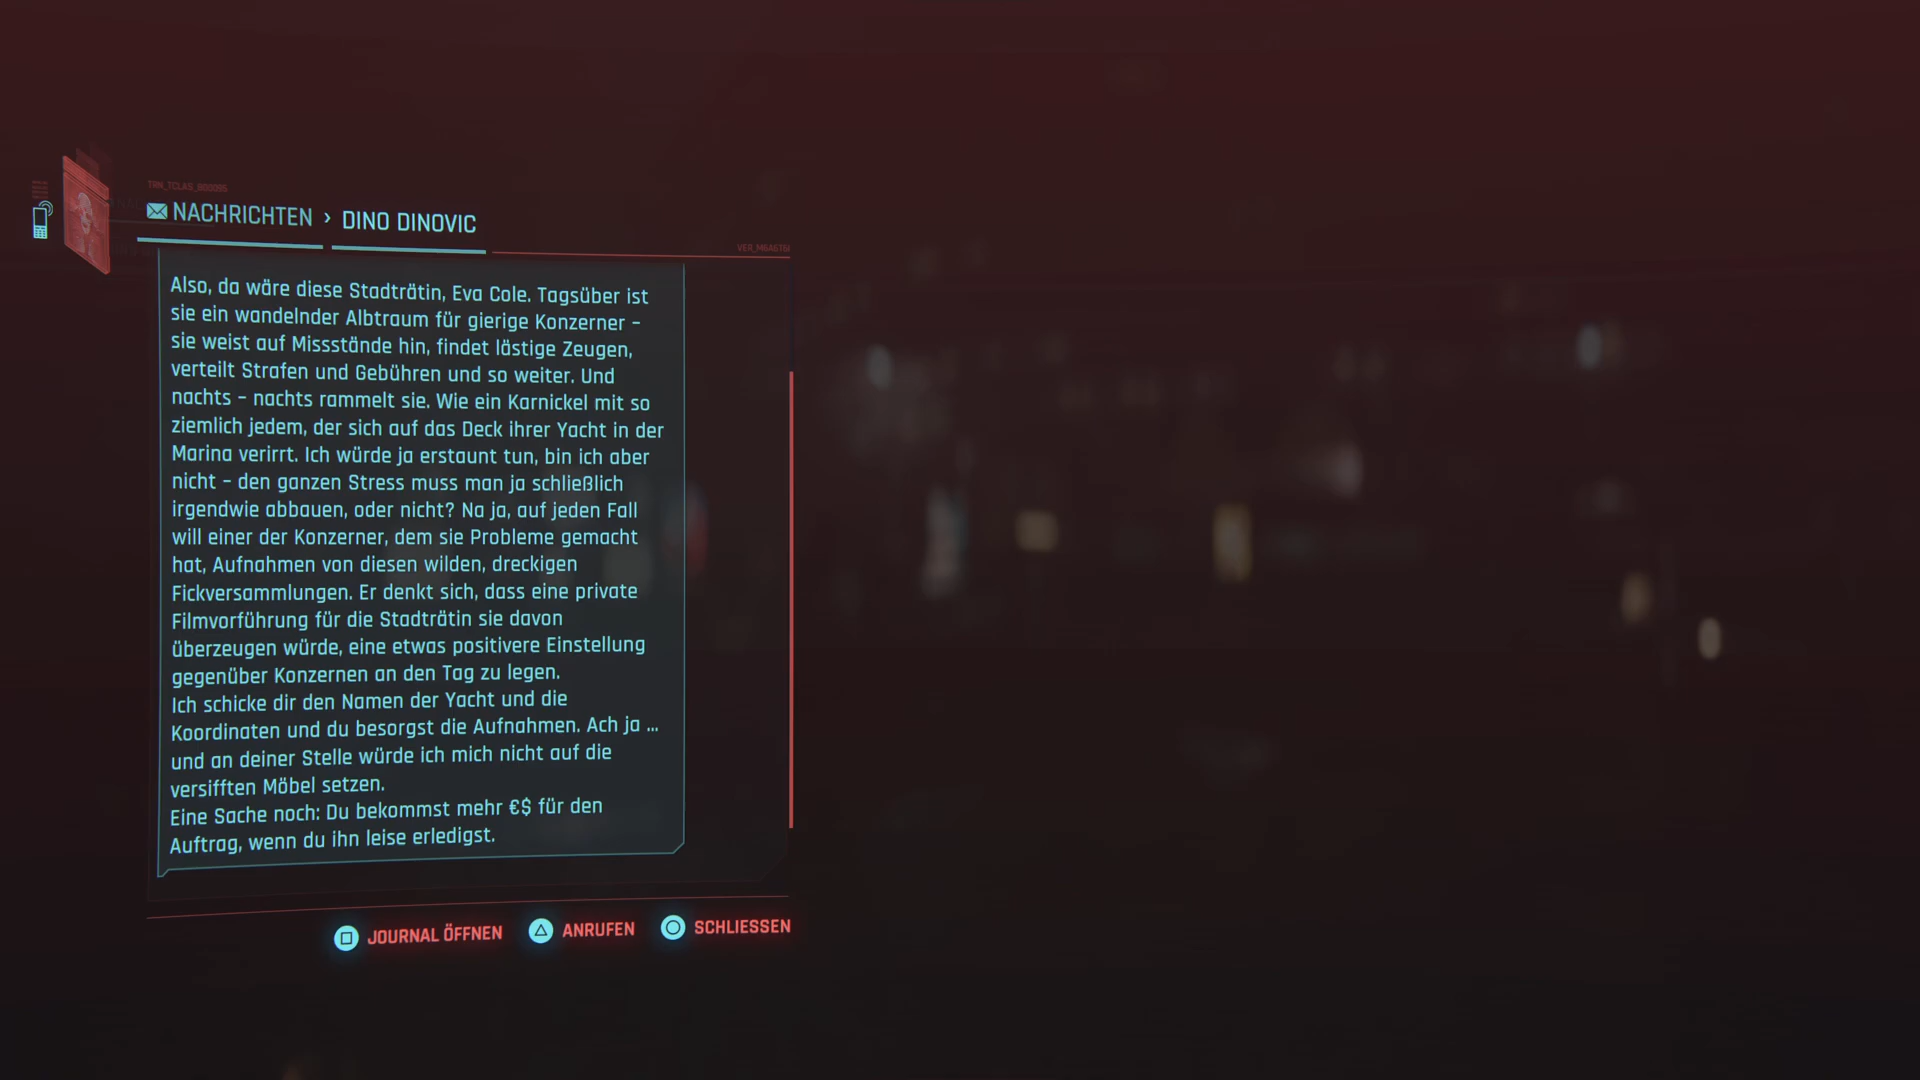 TRN_TCLAS_800095
NACHRICHTEN › DINO DINOVIC
Also, da wäre diese Stadträtin, Eva Cole. Tagsüber ist
sie ein wandelnder Albtraum für gierige Konzerner –
sie weist auf Missstände hin, findet lästige Zeugen,
verteilt Strafen und Gebühren und so weiter. Und
nachts – nachts rammelt sie. Wie ein Karnickel mit so
ziemlich jedem, der sich auf das Deck ihrer Yacht in der
Marina verirrt. Ich würde ja erstaunt tun, bin ich aber
nicht – den ganzen Stress muss man ja schließlich
irgendwie abbauen, oder nicht? Na ja, auf jeden Fall
will einer der Konzerner, dem sie Probleme gemacht
hat, Aufnahmen von diesen wilden, dreckigen
Fickversammlungen. Er denkt sich, dass eine private
Filmvorführung für die Stadträtin sie davon
überzeugen würde, eine etwas positivere Einstellung
gegenüber Konzernen an den Tag zu legen.
Ich schicke dir den Namen der Yacht und die
Koordinaten und du besorgst die Aufnahmen. Ach ja ...
und an deiner Stelle würde ich mich nicht auf die
versifften Möbel setzen.
Eine Sache noch: Du bekommst mehr €$ für den
Auftrag, wenn du ihn leise erledigst.
JOURNAL ÖFFNEN
ANRUFEN
SCHLIESSEN